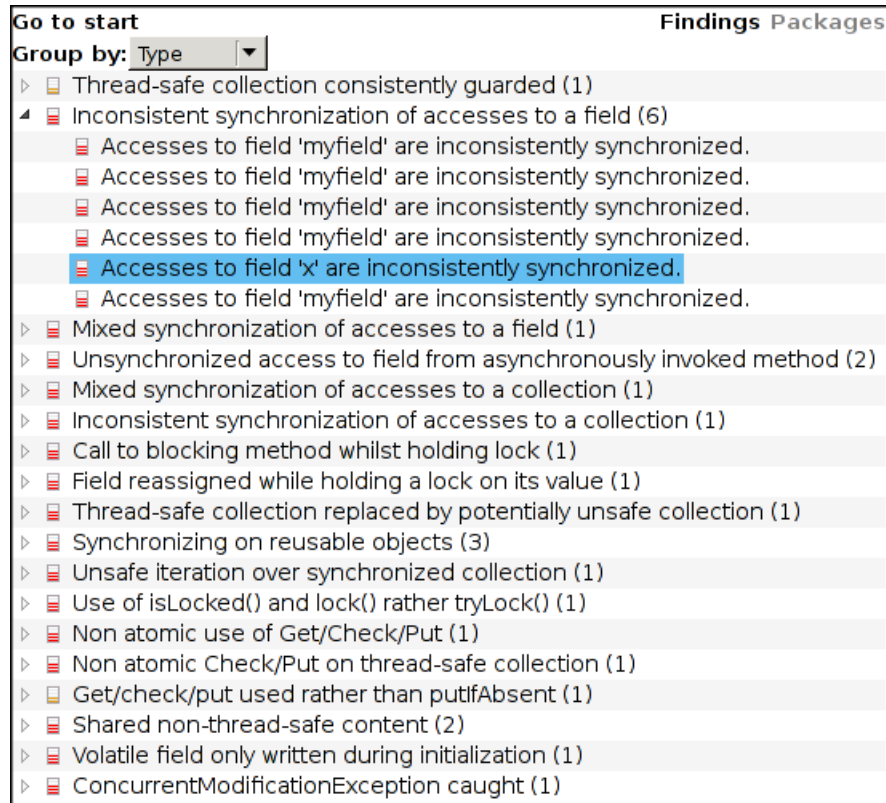 Go to start Findings Packages
Group by: Type
Thread-safe collection consistently guarded (1)
Inconsistent synchronization of accesses to a field (6)
Accesses to field 'myfield' are inconsistently synchronized.
Accesses to field 'myfield' are inconsistently synchronized.
Accesses to field 'myfield' are inconsistently synchronized.
Accesses to field 'myfield' are inconsistently synchronized.
Accesses to field 'x' are inconsistently synchronized.
Accesses to field 'myfield' are inconsistently synchronized.
Mixed synchronization of accesses to a field (1)
Unsynchronized access to field from asynchronously invoked method (2)
Mixed synchronization of accesses to a collection (1)
Inconsistent synchronization of accesses to a collection (1)
Call to blocking method whilst holding lock (1)
Field reassigned while holding a lock on its value (1)
Thread-safe collection replaced by potentially unsafe collection (1)
Synchronizing on reusable objects (3)
Unsafe iteration over synchronized collection (1)
Use of isLocked() and lock() rather tryLock() (1)
Non atomic use of Get/Check/Put (1)
Non atomic Check/Put on thread-safe collection (1)
Get/check/put used rather than putIfAbsent (1)
Shared non-thread-safe content (2)
Volatile field only written during initialization (1)
ConcurrentModificationException caught (1)